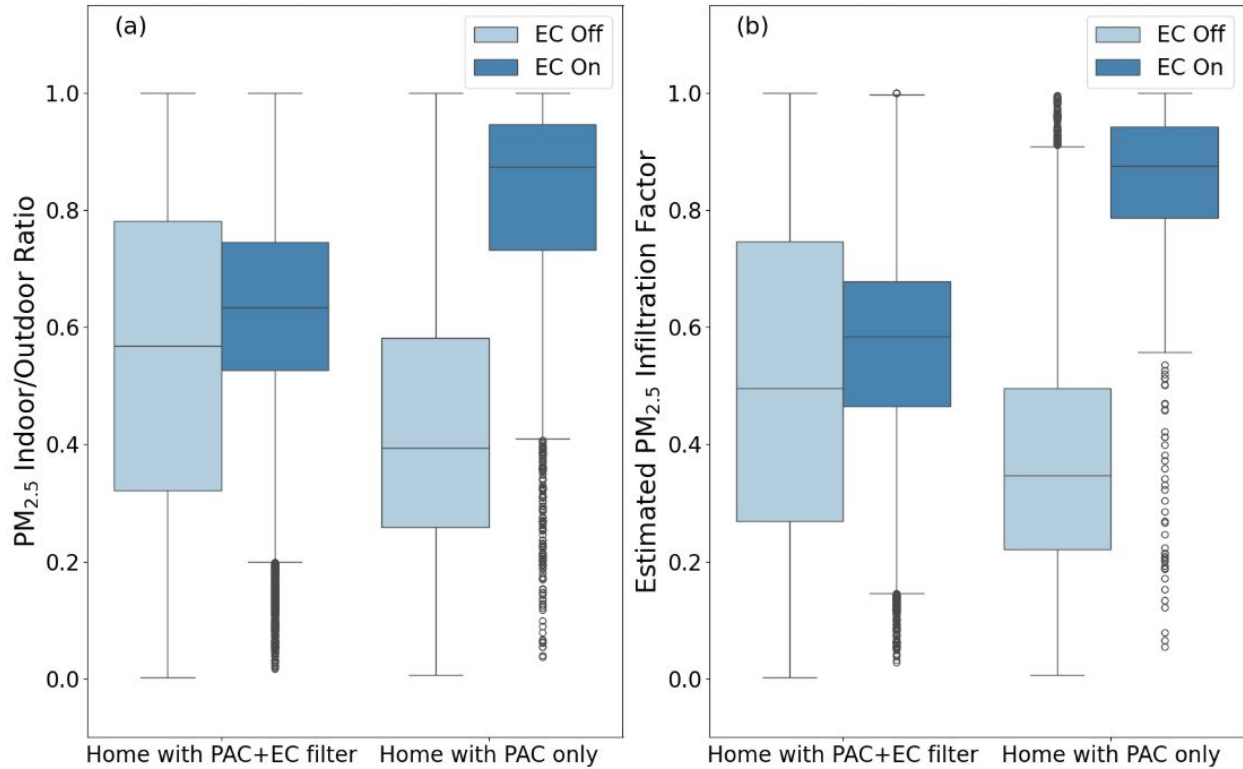 (a)
EC Off
EC On
PM₂.₅ Indoor/Outdoor Ratio
1.0
0.8
0.6
0.4
0.2
0.0
Home with PAC+EC filter
Home with PAC only
(b)
EC Off
EC On
Estimated PM₂.₅ Infiltration Factor
1.0
0.8
0.6
0.4
0.2
0.0
Home with PAC+EC filter
Home with PAC only